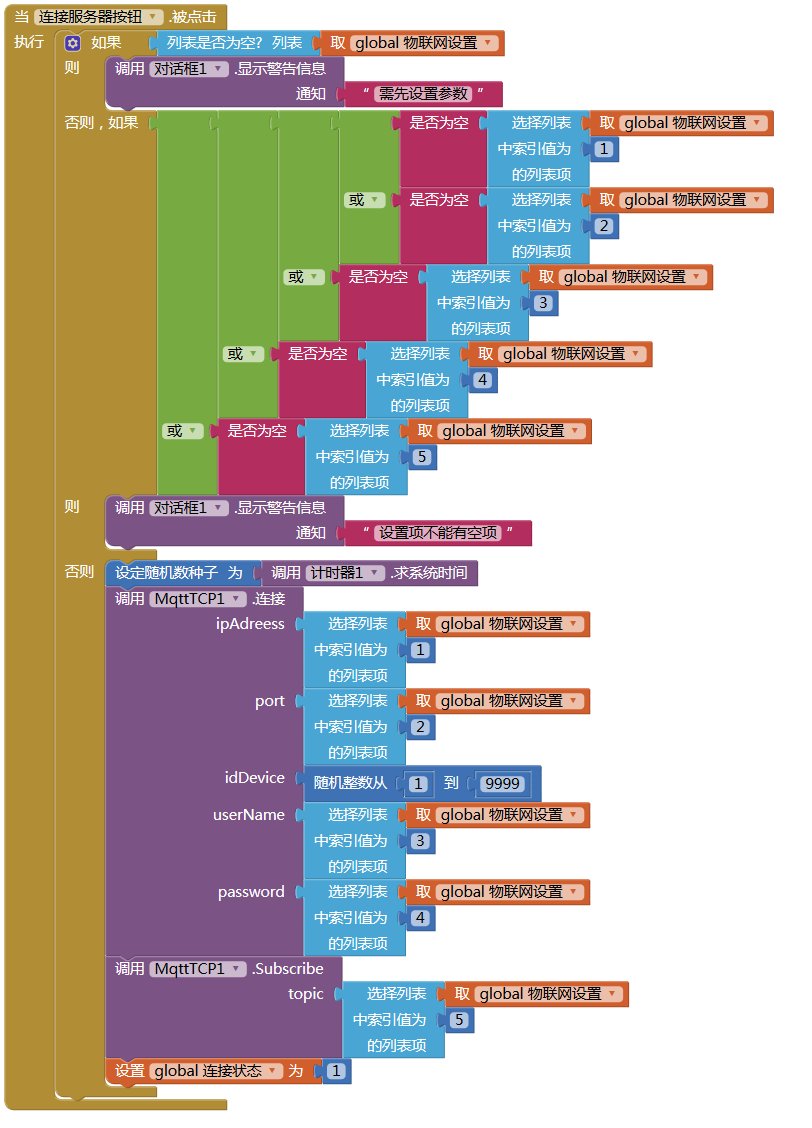 当 连接服务器按钮 .被点击
执行 如果 列表是否为空? 列表 取 global 物联网设置
则 调用 对话框1 .显示警告信息
通知 “ 需先设置参数 ”
否则，如果 是否为空 选择列表 取 global 物联网设置
中索引值为 1
的列表项
或 是否为空 选择列表 取 global 物联网设置
中索引值为 2
的列表项
或 是否为空 选择列表 取 global 物联网设置
中索引值为 3
的列表项
或 是否为空 选择列表 取 global 物联网设置
中索引值为 4
的列表项
或 是否为空 选择列表 取 global 物联网设置
中索引值为 5
的列表项
则 调用 对话框1 .显示警告信息
通知 “ 设置项不能有空项 ”
否则 设定随机数种子 为 调用 计时器1 .求系统时间
调用 MqttTCP1 .连接
ipAdreess 选择列表 取 global 物联网设置
中索引值为 1
的列表项
port 选择列表 取 global 物联网设置
中索引值为 2
的列表项
idDevice 随机整数从 1 到 9999
userName 选择列表 取 global 物联网设置
中索引值为 3
的列表项
password 选择列表 取 global 物联网设置
中索引值为 4
的列表项
调用 MqttTCP1 .Subscribe
topic 选择列表 取 global 物联网设置
中索引值为 5
的列表项
设置 global 连接状态 为 1